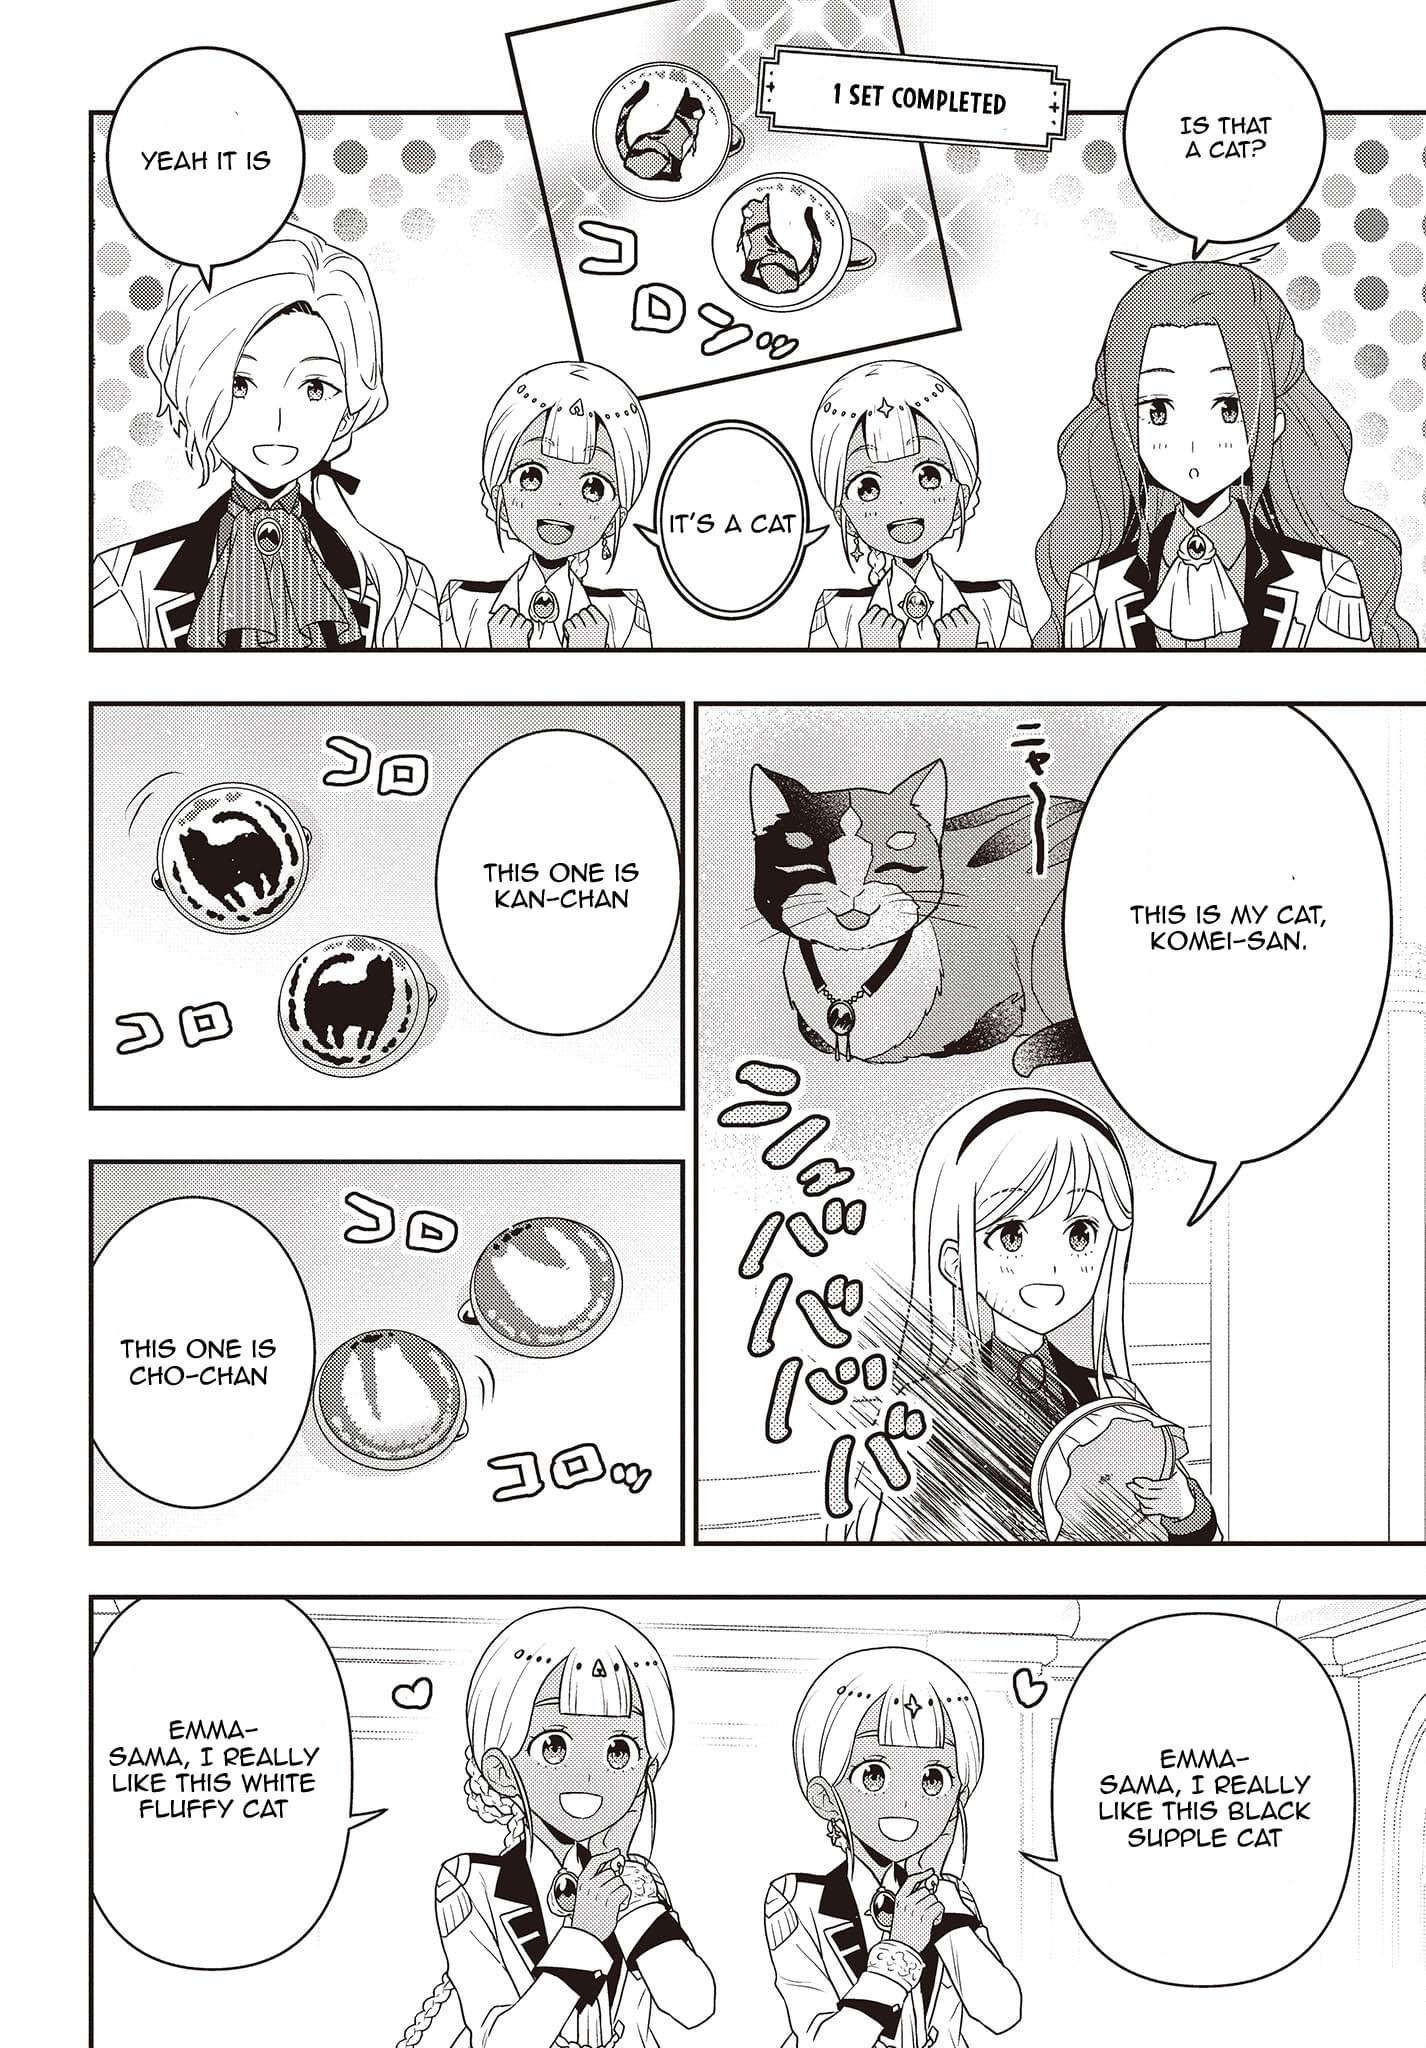 1 SET COMPLETED
IS THAT
A CAT?
コロンッ
IT'S A CAT
YEAH IT IS
ニャ〜
THIS IS MY CAT,
KOMEI-SAN.
シュッババババ
コロ
THIS ONE IS
KAN-CHAN
コロ
コロ
THIS ONE IS
CHO-CHAN
コロッ
EMMA-
SAMA, I REALLY
LIKE THIS BLACK
SUPPLE CAT
EMMA-
SAMA, I REALLY
LIKE THIS WHITE
FLUFFY CAT